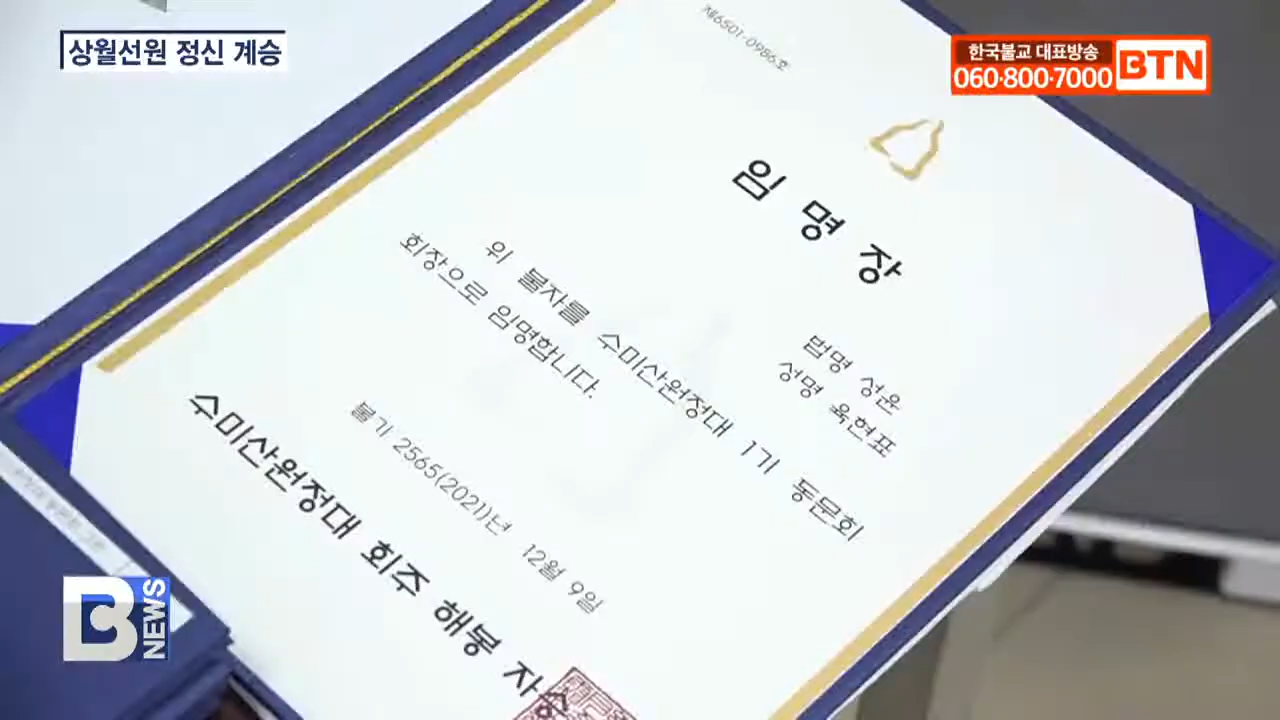 상월선원 정신 계승
한국불교 대표방송
060·800·7000
BTN
제6501-0986호
임 명 장
법명 성운
성명 육현표
위 불자를 수미산원정대 1기 동문회
회장으로 임명합니다.
불기 2565(2021)년 12월 9일
수미산원정대 회주 해봉 자승
B NEWS